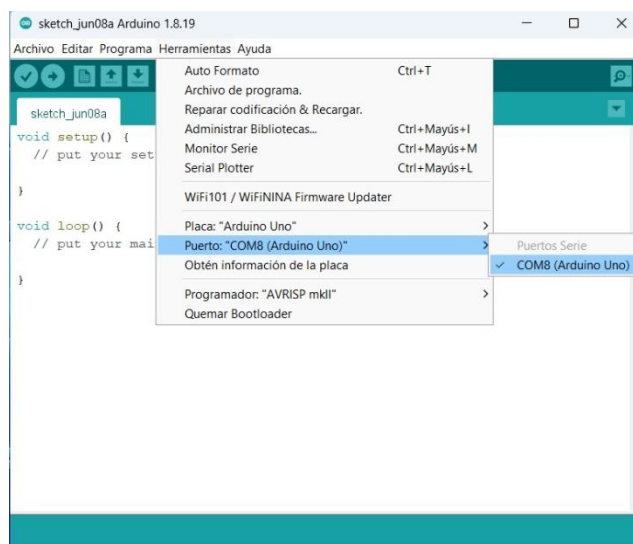 sketch_jun08a Arduino 1.8.19
Archivo Editar Programa Herramientas Ayuda
sketch_jun08a
void setup() {
// put your set
}
void loop() {
// put your mai
}
Auto Formato Ctrl+T
Archivo de programa.
Reparar codificación & Recargar.
Administrar Bibliotecas... Ctrl+Mayús+I
Monitor Serie Ctrl+Mayús+M
Serial Plotter Ctrl+Mayús+L
WiFi101 / WiFiNINA Firmware Updater
Placa: "Arduino Uno"
Puerto: "COM8 (Arduino Uno)"
Obtén información de la placa
Programador: "AVRISP mkII"
Quemar Bootloader
Puertos Serie
COM8 (Arduino Uno)